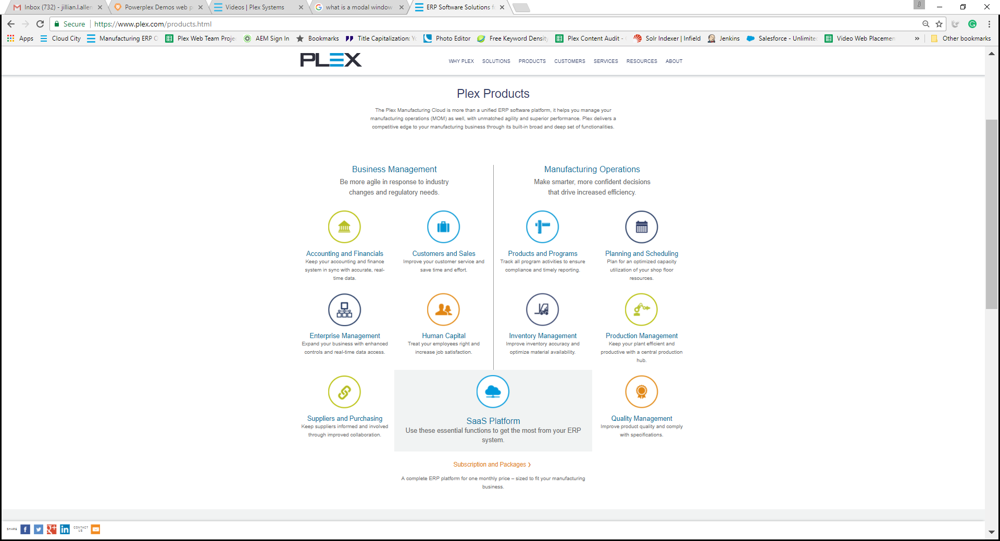 Inbox (732) - jillian.l.allen
Powerplex Demos web p
Videos | Plex Systems
what is a modal window
ERP Software Solutions f
J
Secure
https://www.plex.com/products.html
Apps
Cloud City
Manufacturing ERP C
Plex Web Team Proje
AEM Sign In
Bookmarks
Title Capitalization: Y
Photo Editor
Free Keyword Density
Plex Content Audit -
Solr Indexer | Infield
Jenkins
Salesforce - Unlimite
Video Web Placemen
»
Other bookmarks
PLEX
WHY PLEX
SOLUTIONS
PRODUCTS
CUSTOMERS
SERVICES
RESOURCES
ABOUT
Plex Products
The Plex Manufacturing Cloud is more than a unified ERP software platform, it helps you manage your
manufacturing operations (MOM) as well, with unmatched agility and superior performance. Plex delivers a
competitive edge to your manufacturing business through its built-in broad and deep set of functionalities.
Business Management
Be more agile in response to industry
changes and regulatory needs.
Manufacturing Operations
Make smarter, more confident decisions
that drive increased efficiency.
Accounting and Financials
Keep your accounting and finance
system in sync with accurate, real-
time data.
Customers and Sales
Improve your customer service and
save time and effort.
Products and Programs
Track all program activities to ensure
compliance and timely reporting.
Planning and Scheduling
Plan for an optimized capacity
utilization of your shop floor
resources.
Enterprise Management
Expand your business with enhanced
controls and real-time data access.
Human Capital
Treat your employees right and
increase job satisfaction.
Inventory Management
Improve inventory accuracy and
optimize material availability.
Production Management
Keep your plant efficient and
productive with a central production
hub.
Suppliers and Purchasing
Keep suppliers informed and involved
through improved collaboration.
SaaS Platform
Use these essential functions to get the most from your ERP
system.
Quality Management
Improve product quality and comply
with specifications.
Subscription and Packages ❯
A complete ERP platform for one monthly price – sized to fit your manufacturing
business.
SHARE
CONTACT
US